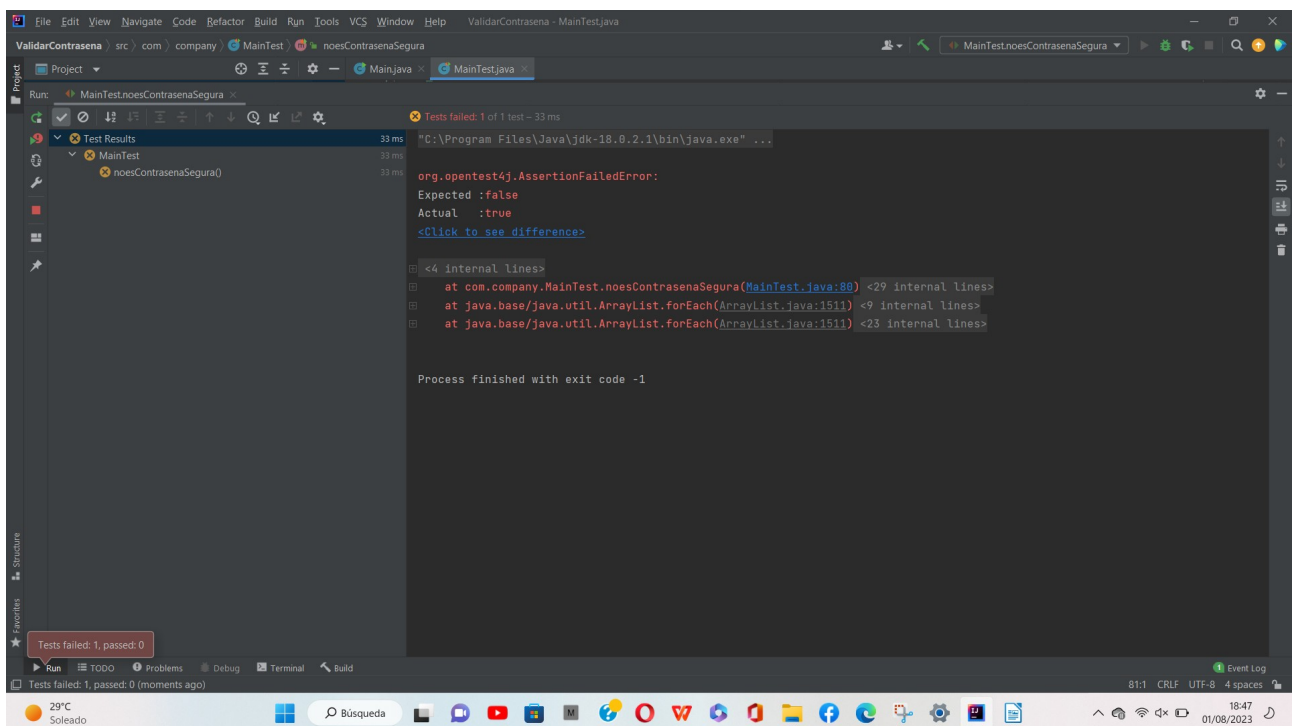 File Edit View Navigate Code Refactor Build Run Tools VCS Window Help ValidarContrasena - MainTest.java
ValidarContrasena src com company MainTest noesContrasenaSegura MainTest.noesContrasenaSegura
Project Main.java MainTest.java
Run: MainTest.noesContrasenaSegura
Tests failed: 1 of 1 test – 33 ms
Test Results 33 ms
MainTest 33 ms
noesContrasenaSegura() 33 ms
"C:\Program Files\Java\jdk-18.0.2.1\bin\java.exe" ...
org.opentest4j.AssertionFailedError:
Expected :false
Actual :true
<Click to see difference>
<4 internal lines>
at com.company.MainTest.noesContrasenaSegura(MainTest.java:80) <29 internal lines>
at java.base/java.util.ArrayList.forEach(ArrayList.java:1511) <9 internal lines>
at java.base/java.util.ArrayList.forEach(ArrayList.java:1511) <23 internal lines>
Process finished with exit code -1
Project
Structure
Favorites
Tests failed: 1, passed: 0
Run TODO Problems Debug Terminal Build 1 Event Log
Tests failed: 1, passed: 0 (moments ago) 81:1 CRLF UTF-8 4 spaces
29°C
Soleado
Búsqueda
18:47
01/08/2023